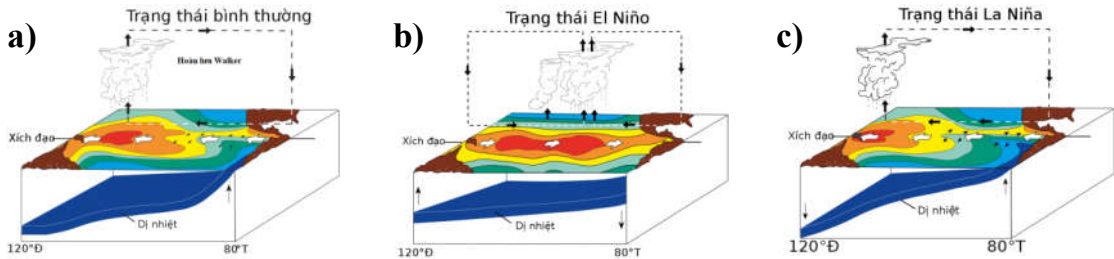 a)
Trạng thái bình thường
Hoàn lưu Walker
Xích đạo
Dị nhiệt
120°Đ
80°T
b)
Trạng thái El Niño
Xích đạo
Dị nhiệt
120°Đ
80°T
c)
Trạng thái La Niña
Xích đạo
Dị nhiệt
120°Đ
80°T